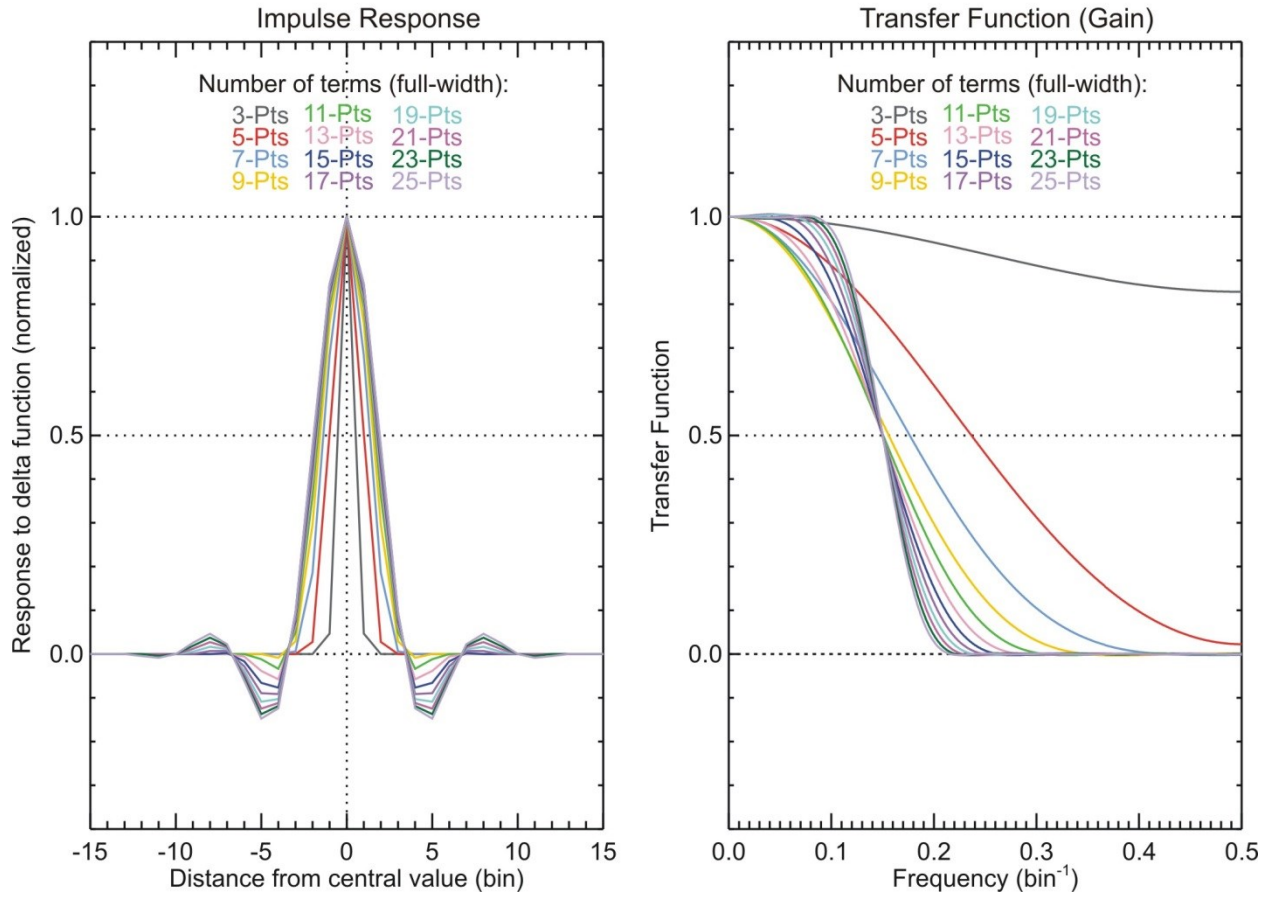 Impulse Response
Number of terms (full-width):
3-Pts 11-Pts 19-Pts
5-Pts 13-Pts 21-Pts
7-Pts 15-Pts 23-Pts
9-Pts 17-Pts 25-Pts
Response to delta function (normalized)
1.0
0.5
0.0
-15 -10 -5 0 5 10 15
Distance from central value (bin)
Transfer Function (Gain)
Number of terms (full-width):
3-Pts 11-Pts 19-Pts
5-Pts 13-Pts 21-Pts
7-Pts 15-Pts 23-Pts
9-Pts 17-Pts 25-Pts
Transfer Function
1.0
0.5
0.0
0.0 0.1 0.2 0.3 0.4 0.5
Frequency (bin⁻¹)